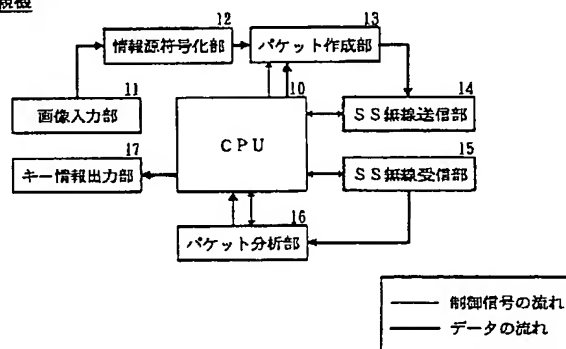 12
13
情報源符号化部
パケット作成部
11
10
14
画像入力部
SS無線送信部
17
CPU
15
キー情報出力部
SS無線受信部
16
パケット分析部
制御信号の流れ
データの流れ